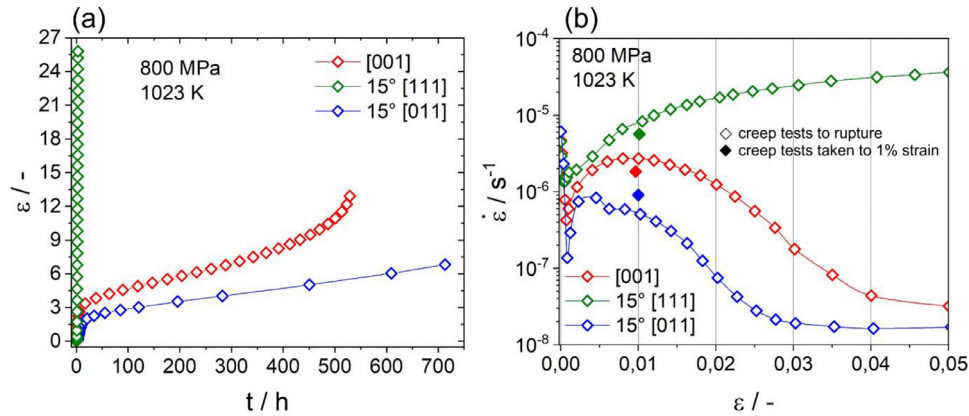 (a)
27
24
21
18
15
12
9
6
3
0
ε / -
800 MPa
1023 K
[001]
15° [111]
15° [011]
0 100 200 300 400 500 600 700
t / h
(b)
10⁻⁴
10⁻⁵
10⁻⁶
10⁻⁷
10⁻⁸
ε̇ / s⁻¹
800 MPa
1023 K
creep tests to rupture
creep tests taken to 1% strain
[001]
15° [111]
15° [011]
0,00 0,01 0,02 0,03 0,04 0,05
ε / -